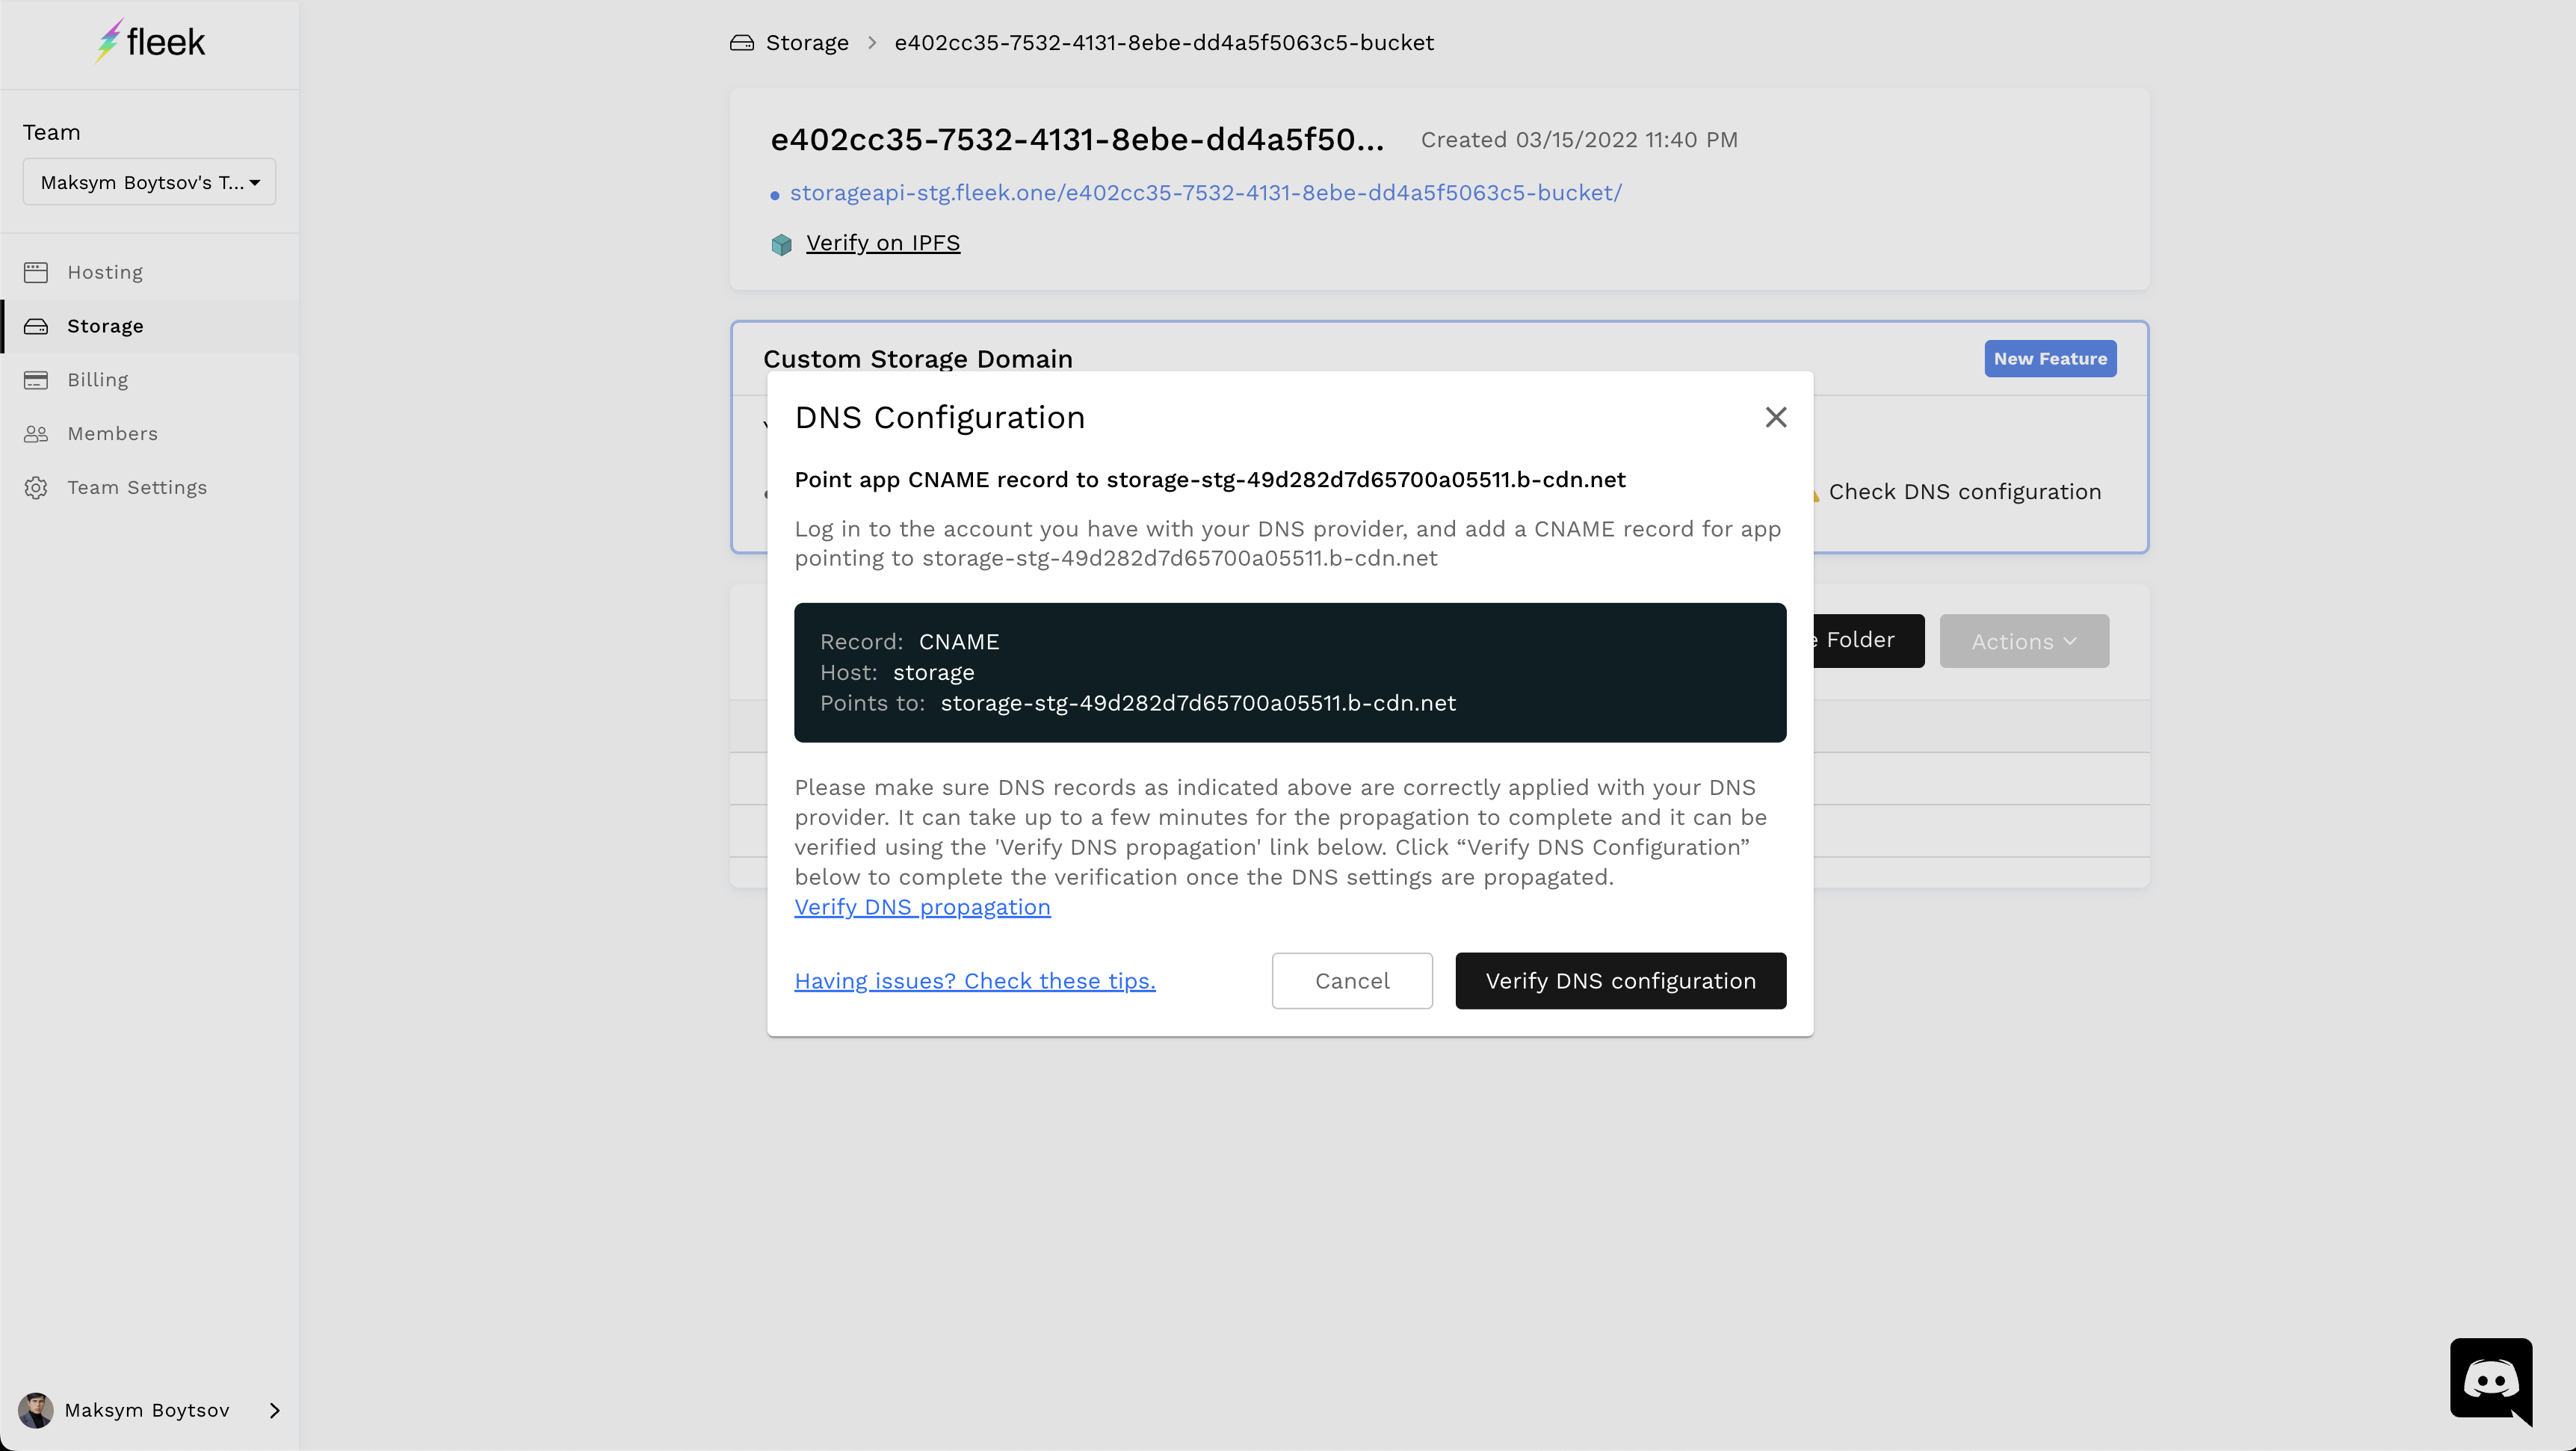 fleek
Team
Maksym Boytsov's T...
Hosting
Storage
Billing
Members
Team Settings
Maksym Boytsov
Storage > e402cc35-7532-4131-8ebe-dd4a5f5063c5-bucket
e402cc35-7532-4131-8ebe-dd4a5f50... Created 03/15/2022 11:40 PM
storageapi-stg.fleek.one/e402cc35-7532-4131-8ebe-dd4a5f5063c5-bucket/
Verify on IPFS
Custom Storage Domain New Feature
Check DNS configuration
Folder Actions
DNS Configuration
Point app CNAME record to storage-stg-49d282d7d65700a05511.b-cdn.net
Log in to the account you have with your DNS provider, and add a CNAME record for app
pointing to storage-stg-49d282d7d65700a05511.b-cdn.net
Record: CNAME
Host: storage
Points to: storage-stg-49d282d7d65700a05511.b-cdn.net
Please make sure DNS records as indicated above are correctly applied with your DNS
provider. It can take up to a few minutes for the propagation to complete and it can be
verified using the 'Verify DNS propagation' link below. Click “Verify DNS Configuration”
below to complete the verification once the DNS settings are propagated.
Verify DNS propagation
Having issues? Check these tips.
Cancel
Verify DNS configuration